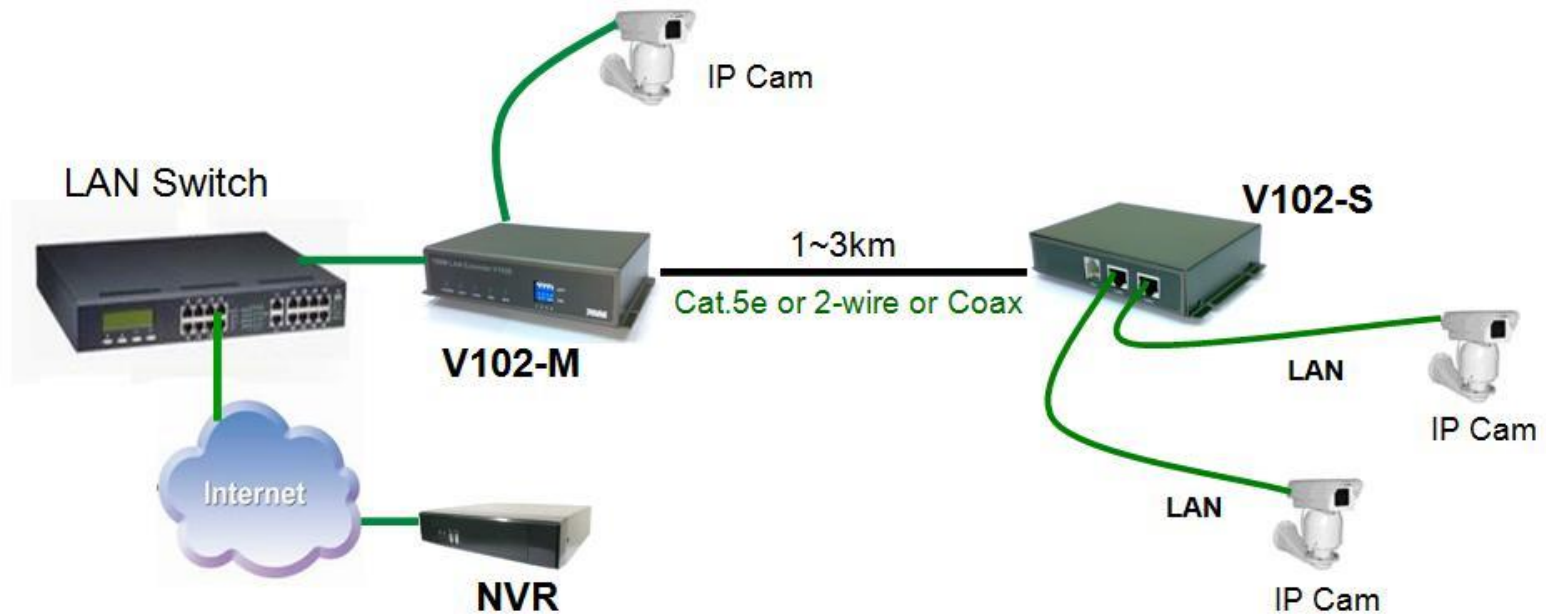 IP Cam
LAN Switch
V102-S
1~3km
Cat.5e or 2-wire or Coax
V102-M
LAN
IP Cam
Internet
LAN
NVR
IP Cam